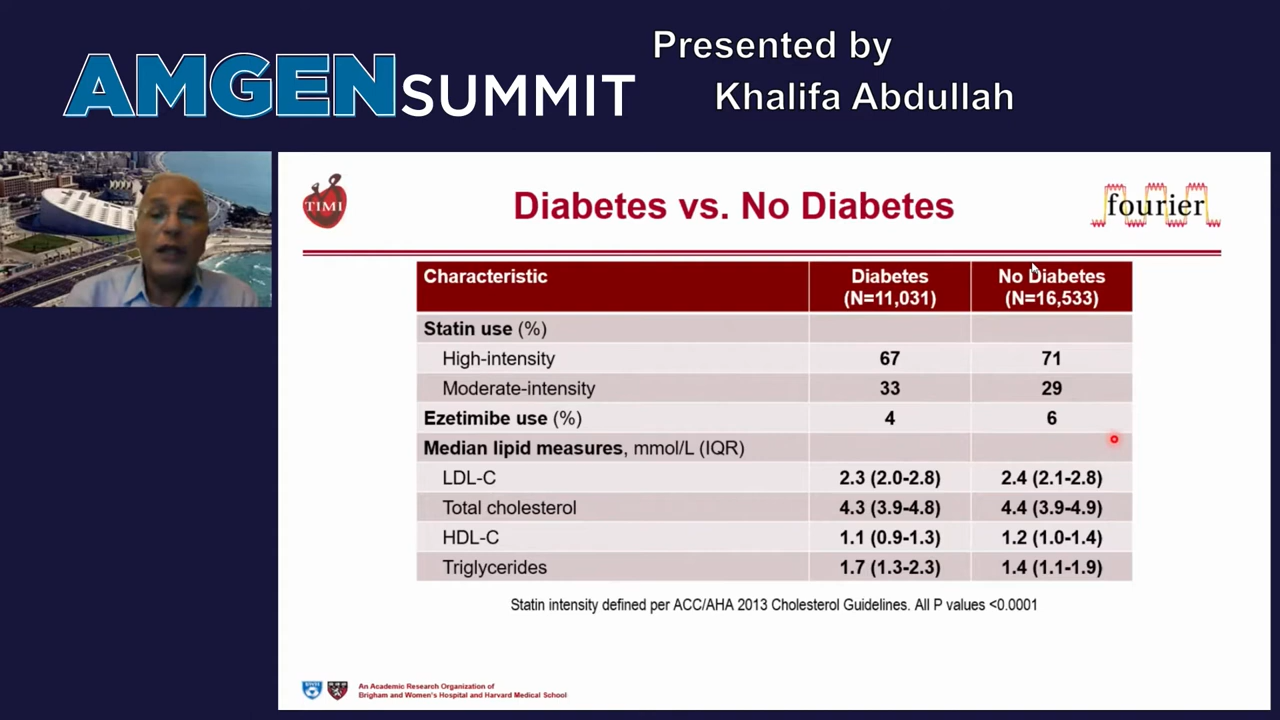 AMGEN SUMMIT
Presented by
Khalifa Abdullah
TIMI
Diabetes vs. No Diabetes
fourier
Characteristic Diabetes (N=11,031) No Diabetes (N=16,533)
Statin use (%)
High-intensity 67 71
Moderate-intensity 33 29
Ezetimibe use (%) 4 6
Median lipid measures, mmol/L (IQR)
LDL-C 2.3 (2.0-2.8) 2.4 (2.1-2.8)
Total cholesterol 4.3 (3.9-4.8) 4.4 (3.9-4.9)
HDL-C 1.1 (0.9-1.3) 1.2 (1.0-1.4)
Triglycerides 1.7 (1.3-2.3) 1.4 (1.1-1.9)
Statin intensity defined per ACC/AHA 2013 Cholesterol Guidelines. All P values <0.0001
An Academic Research Organization of
Brigham and Women's Hospital and Harvard Medical School